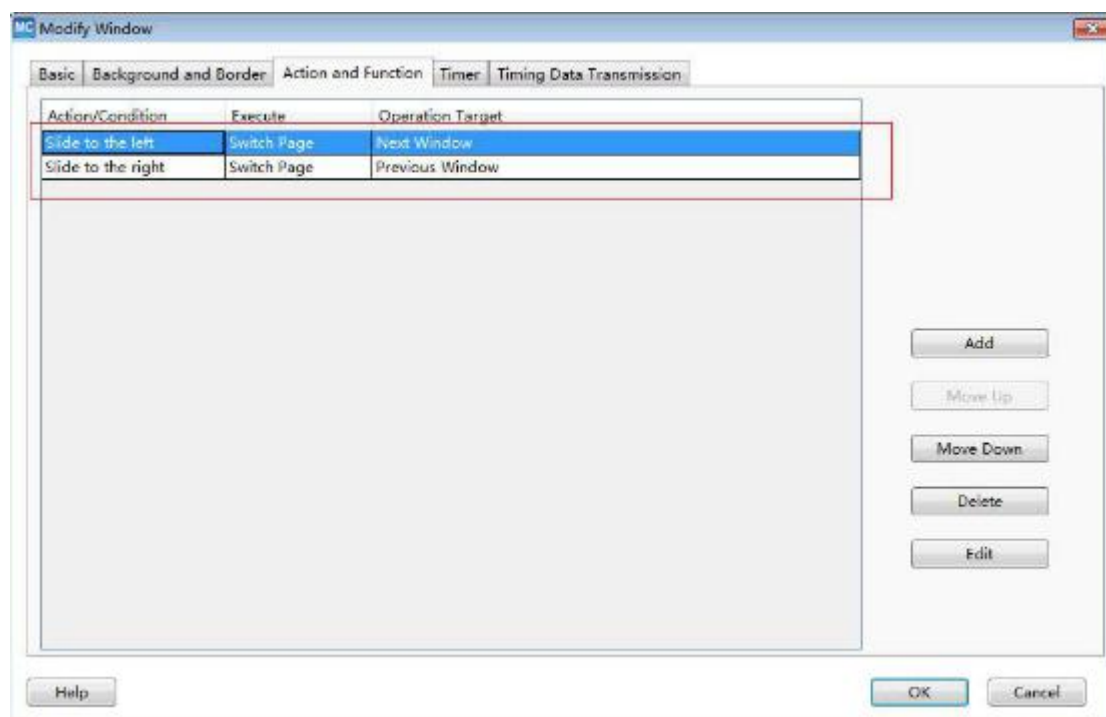 MC Modify Window
Basic Background and Border Action and Function Timer Timing Data Transmission
Action/Condition Execute Operation Target
Slide to the left Switch Page Next Window
Slide to the right Switch Page Previous Window
Add
Move Up
Move Down
Delete
Edit
Help OK Cancel